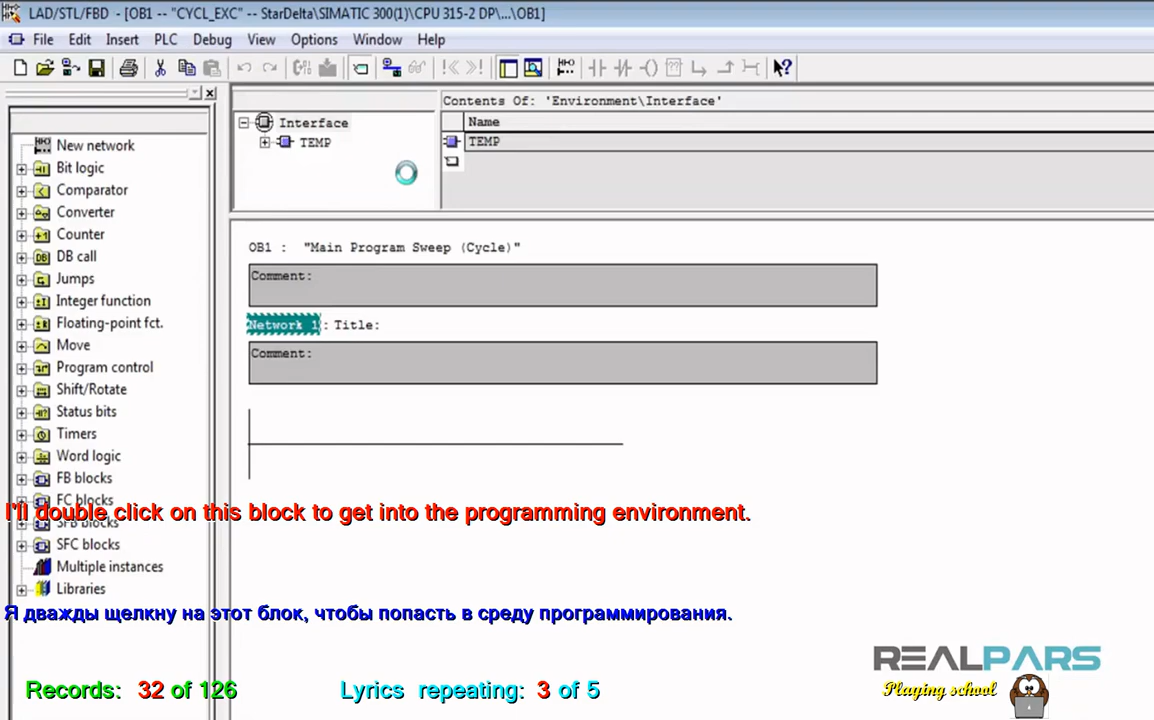 LAD/STL/FBD - [OB1 -- "CYCL_EXC" -- StarDelta\SIMATIC 300(1)\CPU 315-2 DP\...\OB1]
File Edit Insert PLC Debug View Options Window Help
Contents Of: 'Environment\Interface'
Interface
TEMP
Name
TEMP
New network
Bit logic
Comparator
Converter
Counter
DB call
Jumps
Integer function
Floating-point fct.
Move
Program control
Shift/Rotate
Status bits
Timers
Word logic
FB blocks
FC blocks
SFB blocks
SFC blocks
Multiple instances
Libraries
OB1 : "Main Program Sweep (Cycle)"
Comment:
Network 1: Title:
Comment:
I'll double click on this block to get into the programming environment.
Я дважды щелкну на этот блок, чтобы попасть в среду программирования.
Records: 32 of 126
Lyrics repeating: 3 of 5
REALPARS
Playing school